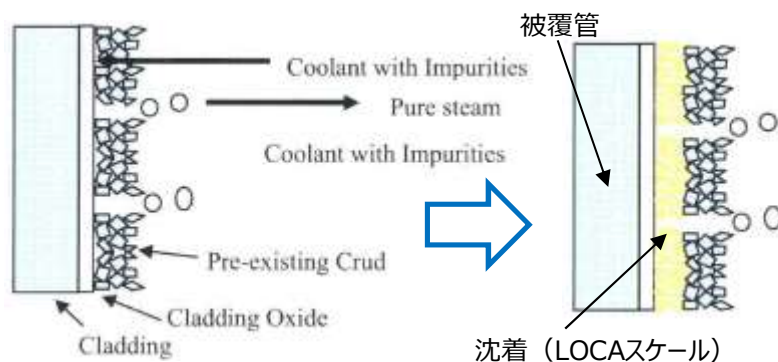 Coolant with Impurities
Pure steam
Coolant with Impurities
Pre-existing Crud
Cladding Oxide
Cladding
被覆管
沈着（LOCAスケール）